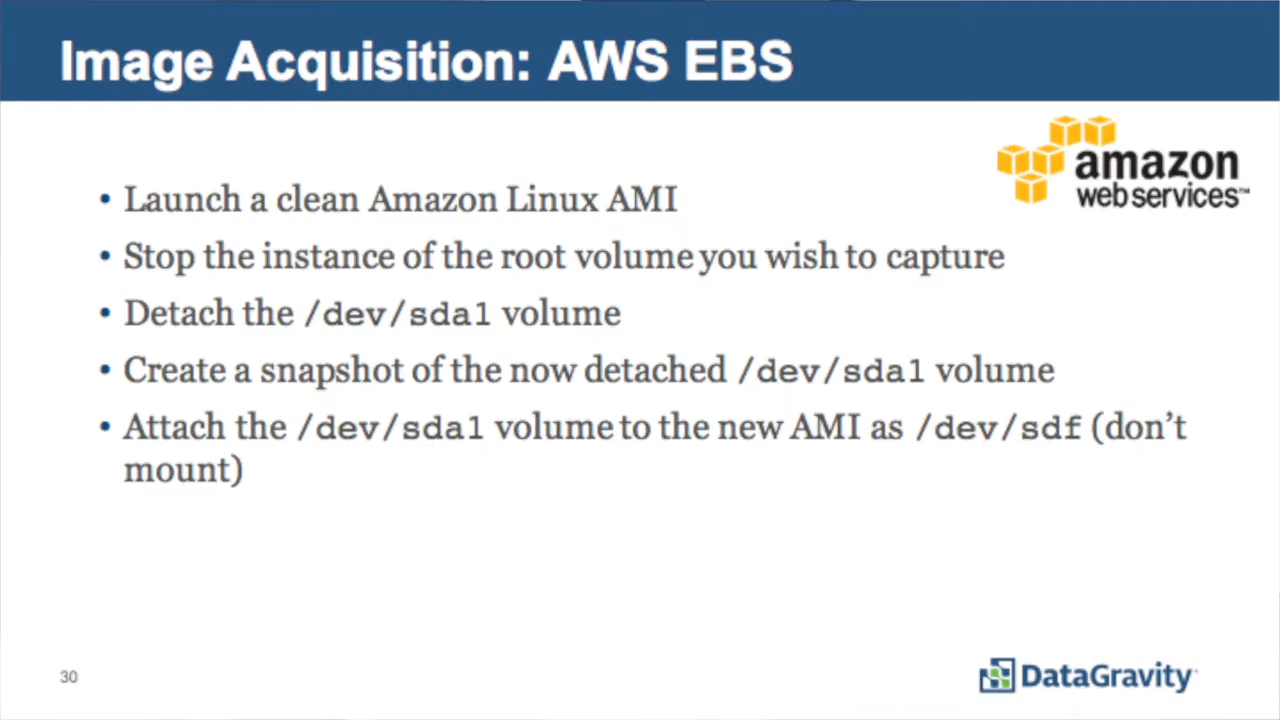 Image Acquisition: AWS EBS
amazon
web services™
• Launch a clean Amazon Linux AMI
• Stop the instance of the root volume you wish to capture
• Detach the /dev/sda1 volume
• Create a snapshot of the now detached /dev/sda1 volume
• Attach the /dev/sda1 volume to the new AMI as /dev/sdf (don’t
mount)
30
DataGravity